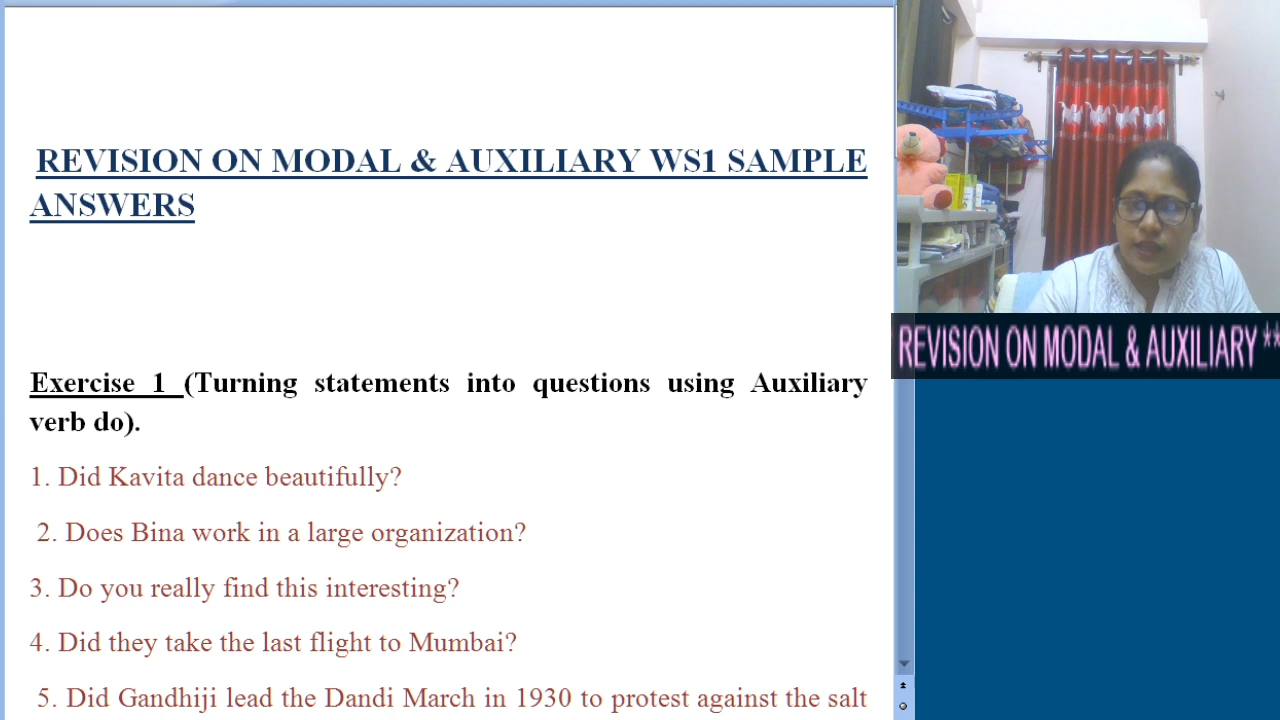 REVISION ON MODAL & AUXILIARY WS1 SAMPLE
ANSWERS
Exercise 1 (Turning statements into questions using Auxiliary
verb do).
1. Did Kavita dance beautifully?
2. Does Bina work in a large organization?
3. Do you really find this interesting?
4. Did they take the last flight to Mumbai?
5. Did Gandhiji lead the Dandi March in 1930 to protest against the salt
REVISION ON MODAL & AUXILIARY **